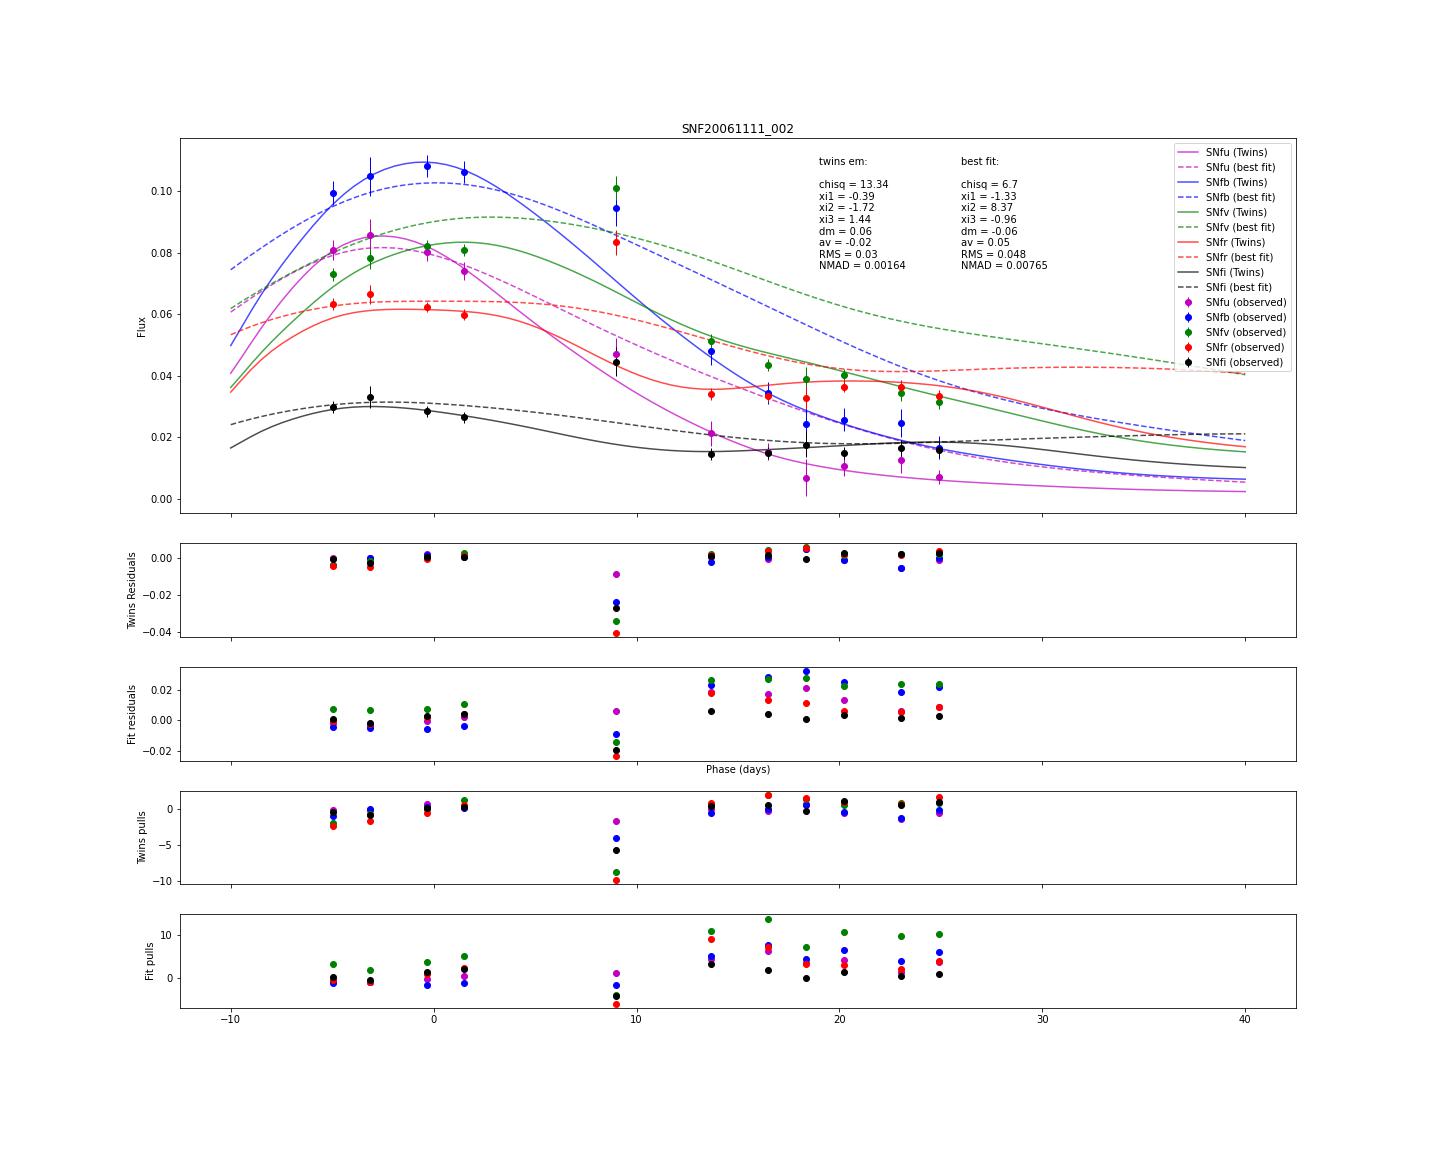 SNF20061111_002
Flux
0.10
0.08
0.06
0.04
0.02
0.00
twins em:
chisq = 13.34
xi1 = -0.39
xi2 = -1.72
xi3 = 1.44
dm = 0.06
av = -0.02
RMS = 0.03
NMAD = 0.00164
best fit:
chisq = 6.7
xi1 = -1.33
xi2 = 8.37
xi3 = -0.96
dm = -0.06
av = 0.05
RMS = 0.048
NMAD = 0.00765
SNfu (Twins)
SNfu (best fit)
SNfb (Twins)
SNfb (best fit)
SNfv (Twins)
SNfv (best fit)
SNfr (Twins)
SNfr (best fit)
SNfi (Twins)
SNfi (best fit)
SNfu (observed)
SNfb (observed)
SNfv (observed)
SNfr (observed)
SNfi (observed)
Twins Residuals
0.00
−0.02
−0.04
Fit residuals
0.02
0.00
−0.02
Phase (days)
Twins pulls
0
−5
−10
Fit pulls
10
0
−10 0 10 20 30 40